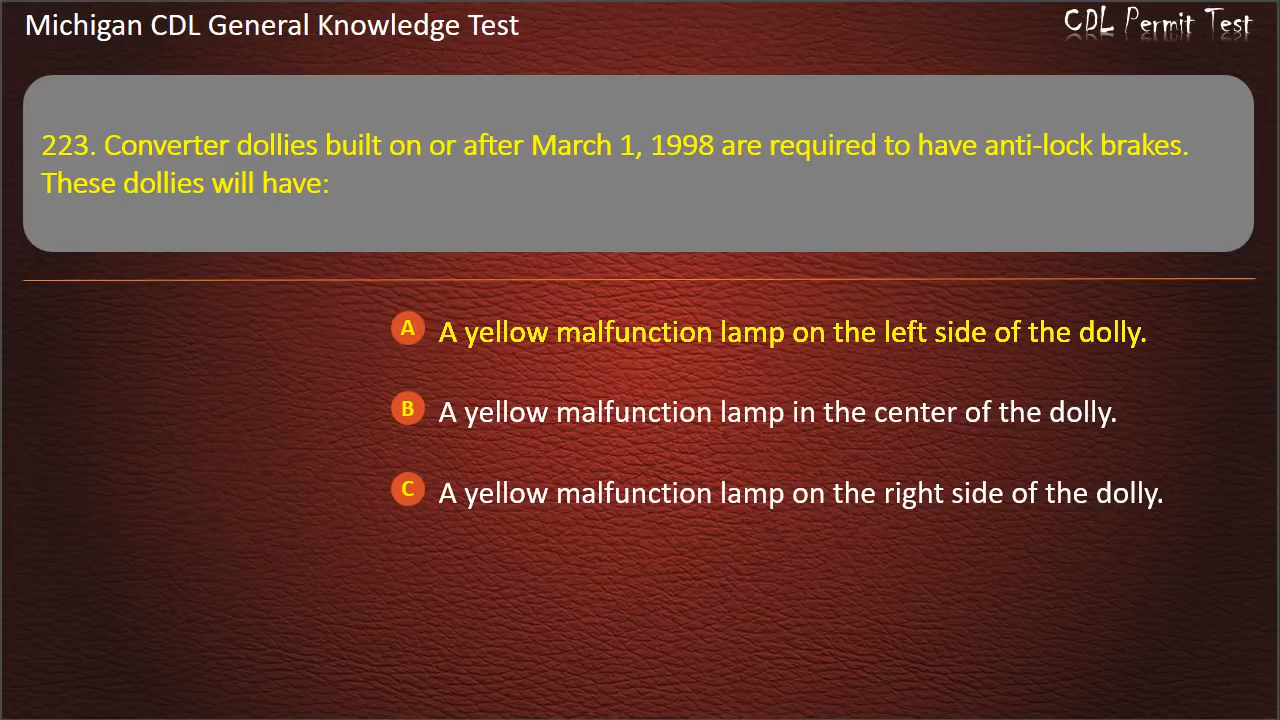 Michigan CDL General Knowledge Test
CDL Permit Test
223. Converter dollies built on or after March 1, 1998 are required to have anti-lock brakes.
These dollies will have:
A A yellow malfunction lamp on the left side of the dolly.
B A yellow malfunction lamp in the center of the dolly.
C A yellow malfunction lamp on the right side of the dolly.